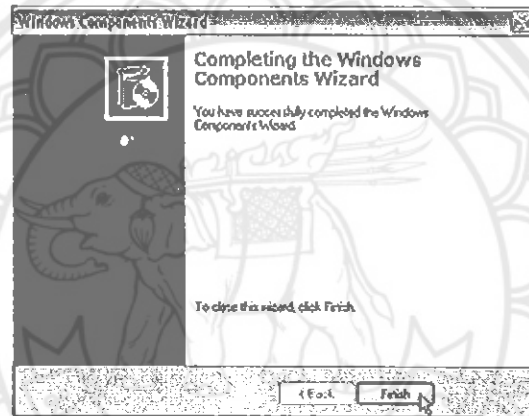 Windows Components Wizard
Completing the Windows
Components Wizard
You have successfully completed the Windows
Components Wizard.
To close this wizard, click Finish.
< Back
Finish